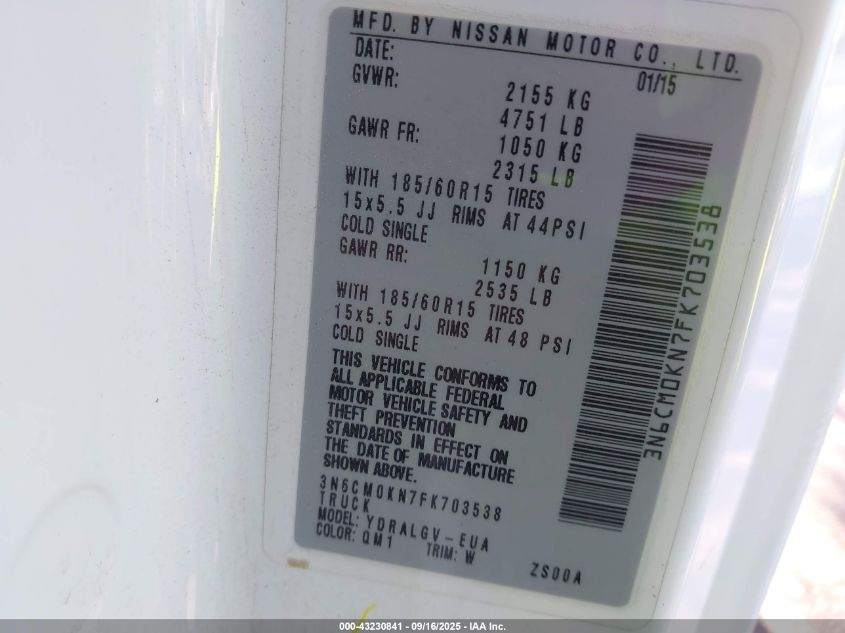 MFD. BY NISSAN MOTOR CO., LTD.
DATE: 01/15
GVWR: 2155 KG
4751 LB
GAWR FR: 1050 KG
2315 LB
WITH 185/60R15 TIRES
15x5.5 JJ RIMS AT 44PSI
COLD SINGLE
GAWR RR: 1150 KG
2535 LB
WITH 185/60R15 TIRES
15x5.5 JJ RIMS AT 48 PSI
COLD SINGLE
THIS VEHICLE CONFORMS TO
ALL APPLICABLE FEDERAL
MOTOR VEHICLE SAFETY AND
THEFT PREVENTION
STANDARDS IN EFFECT ON
THE DATE OF MANUFACTURE
SHOWN ABOVE.
3N6CM0KN7FK703538
TRUCK
MODEL: YDRALGV-EUA
COLOR: QM1 TRIM: W
ZS00A
3N6CM0KN7FK703538
000-43230841 - 09/16/2025 - IAA Inc.